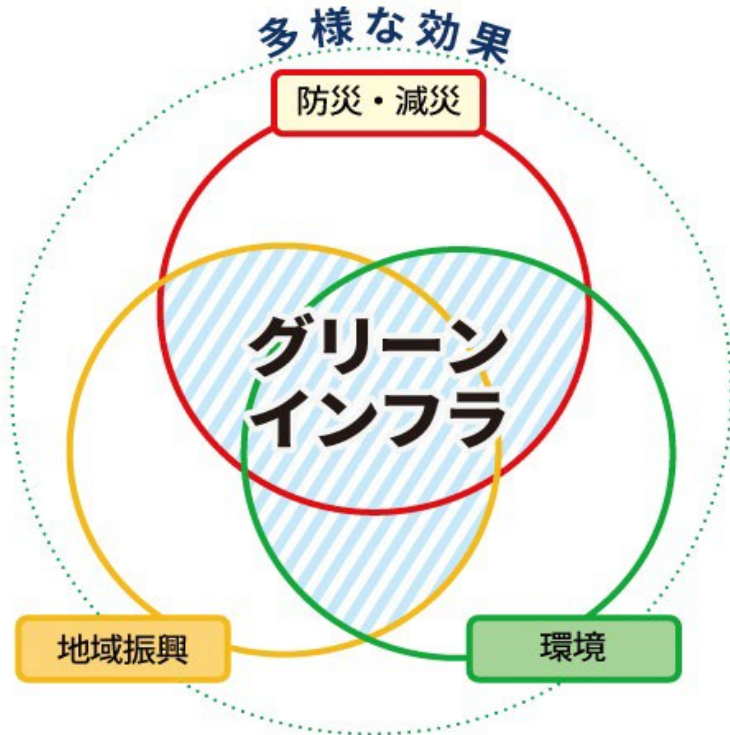 多様な効果
防災・減災
グリーン
インフラ
地域振興
環境